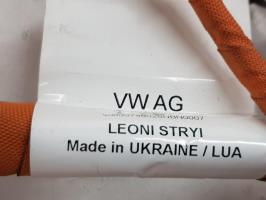 VW AG
LEONI STRYI
Made in UKRAINE / LUA